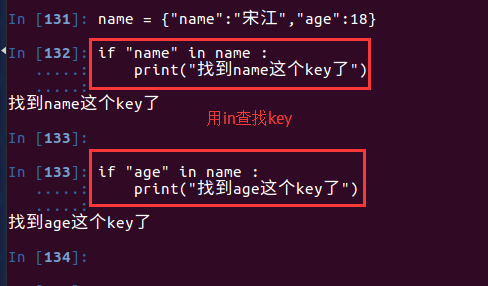 In [131]: name = {"name":"宋江","age":18}
In [132]: if "name" in name :
.....:     print("找到name这个key了")
.....:
找到name这个key了
用in查找key
In [133]:
In [133]: if "age" in name :
.....:     print("找到age这个key了")
.....:
找到age这个key了
In [134]: